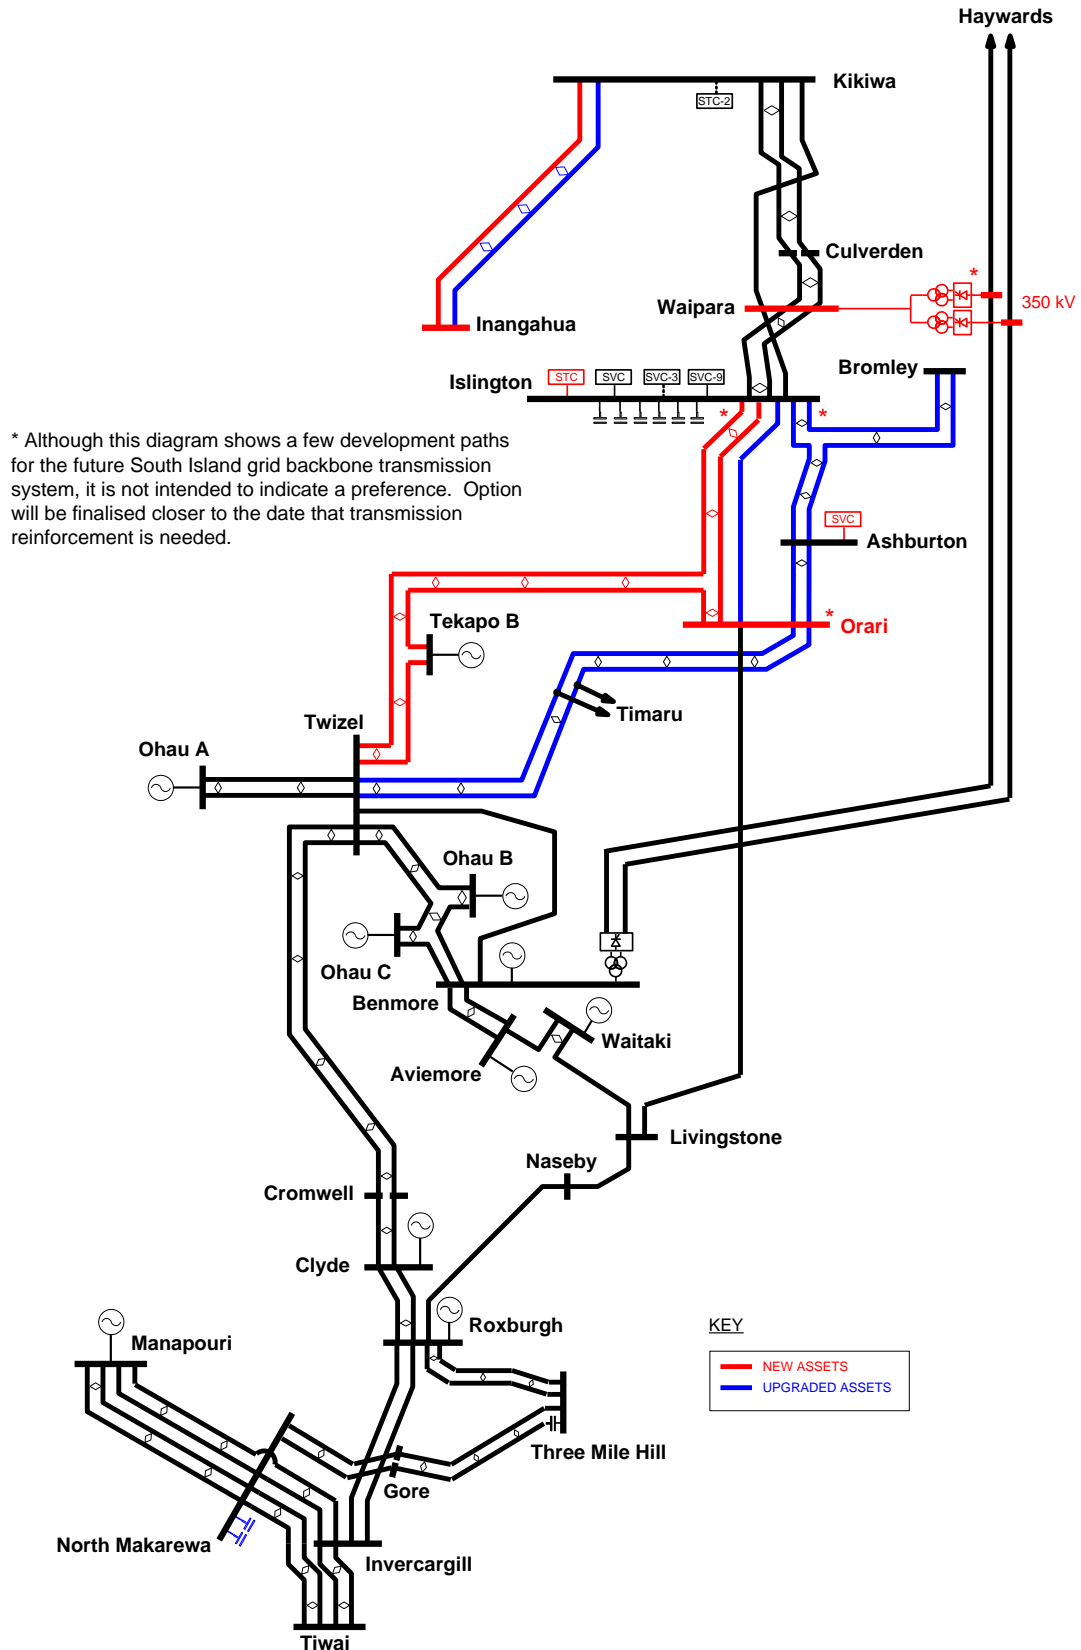 Haywards
Kikiwa
STC-2
Culverden
*
Waipara
350 kV
Inangahua
Bromley
Islington
STC
SVC
SVC-3
SVC-9
*
*
* Although this diagram shows a few development paths
for the future South Island grid backbone transmission
system, it is not intended to indicate a preference. Option
will be finalised closer to the date that transmission
reinforcement is needed.
SVC
Ashburton
*
Orari
Tekapo B
Timaru
Twizel
Ohau A
Ohau B
Ohau C
Benmore
Waitaki
Aviemore
Livingstone
Naseby
Cromwell
Clyde
Roxburgh
Manapouri
KEY
NEW ASSETS
UPGRADED ASSETS
Three Mile Hill
Gore
North Makarewa
Invercargill
Tiwai